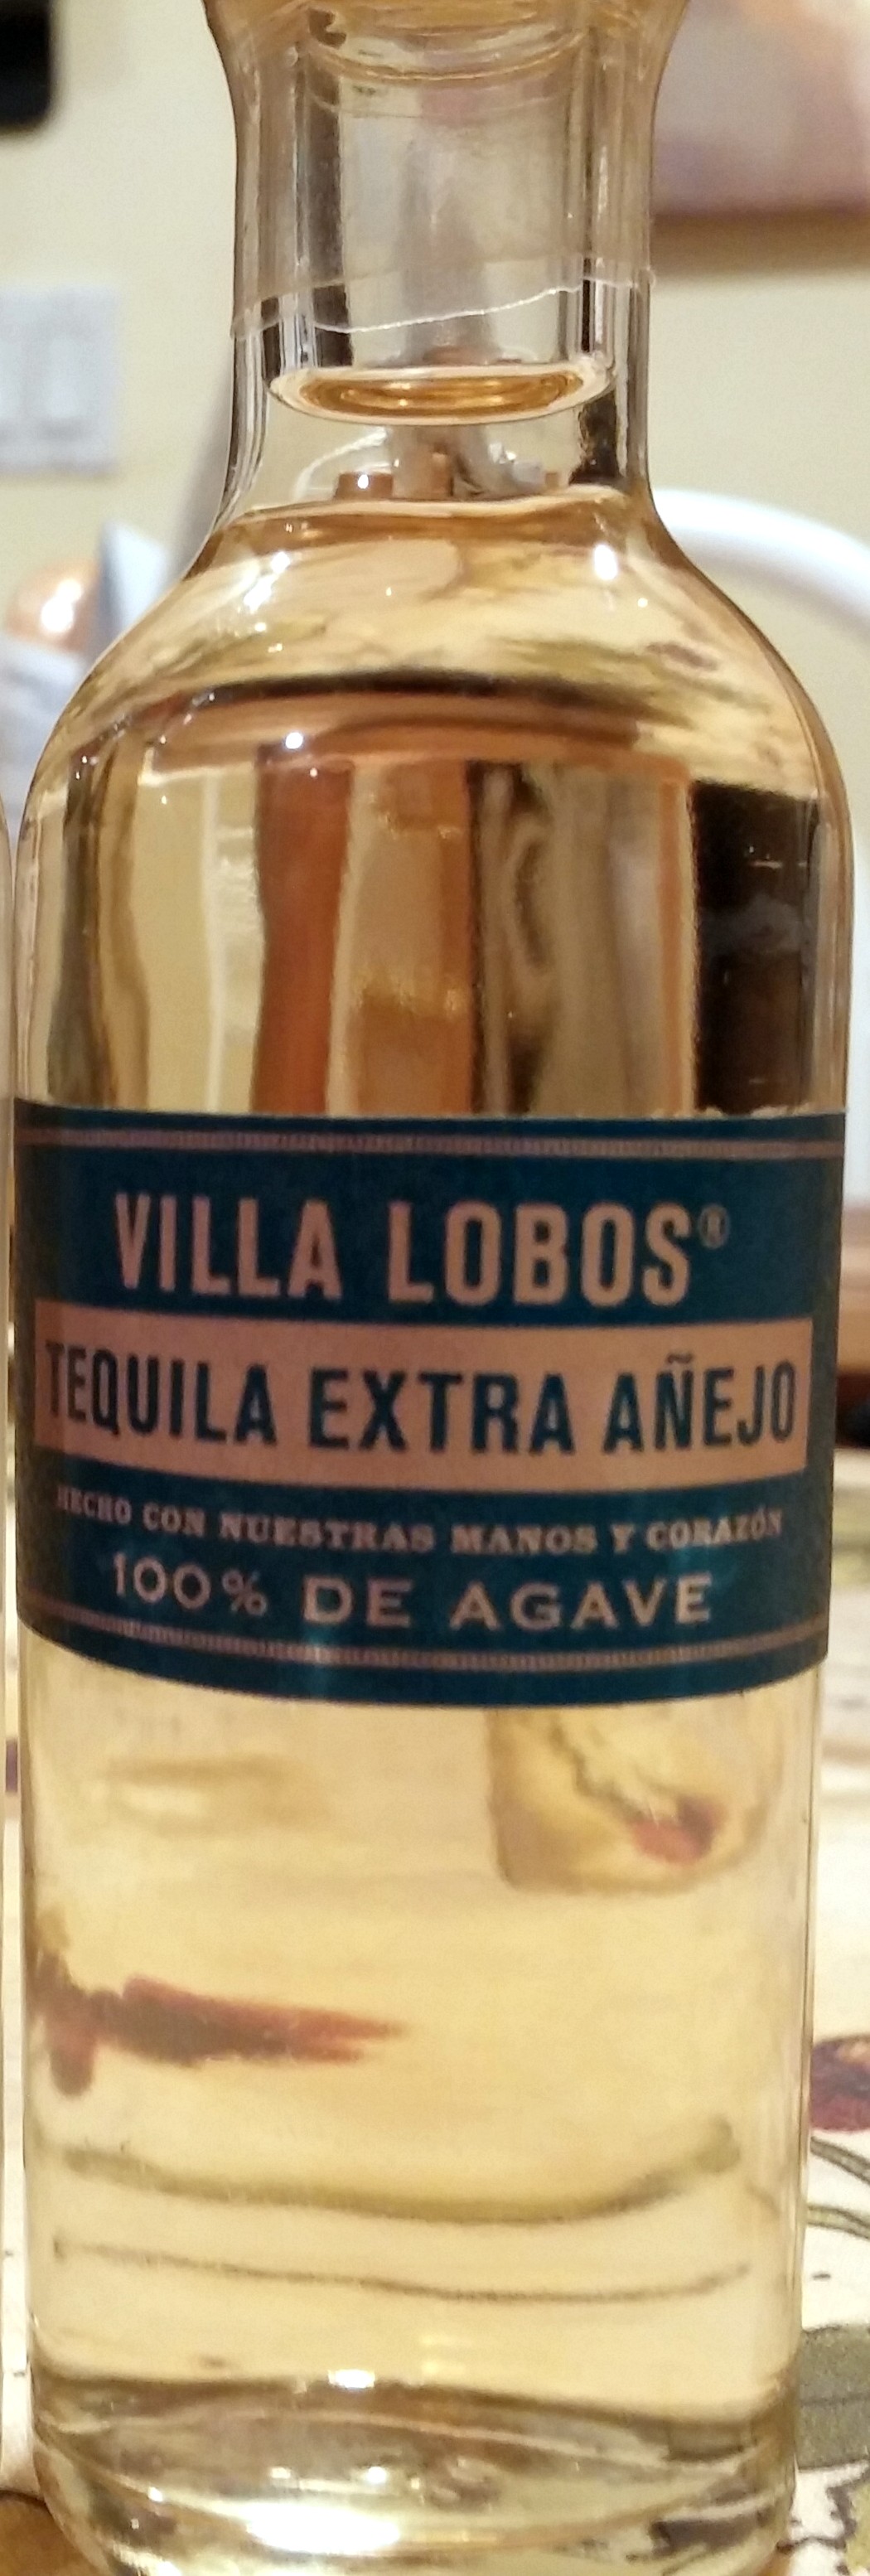 VILLA LOBOS®
TEQUILA EXTRA AÑEJO
HECHO CON NUESTRAS MANOS Y CORAZÓN
100% DE AGAVE